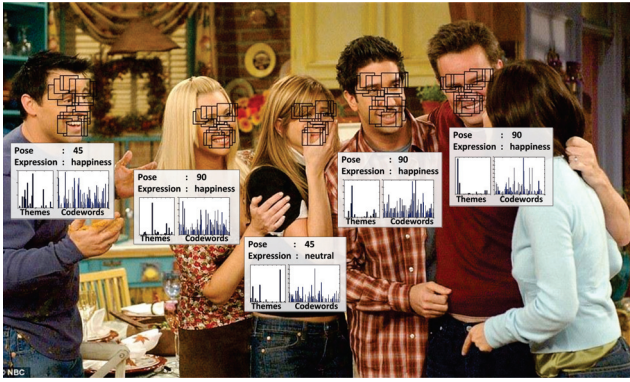 Pose : 45
Expression : happiness
Themes Codewords
Pose : 90
Expression : happiness
Themes Codewords
Pose : 45
Expression : neutral
Themes Codewords
Pose : 90
Expression : happiness
Themes Codewords
Pose : 90
Expression : happiness
Themes Codewords
© NBC